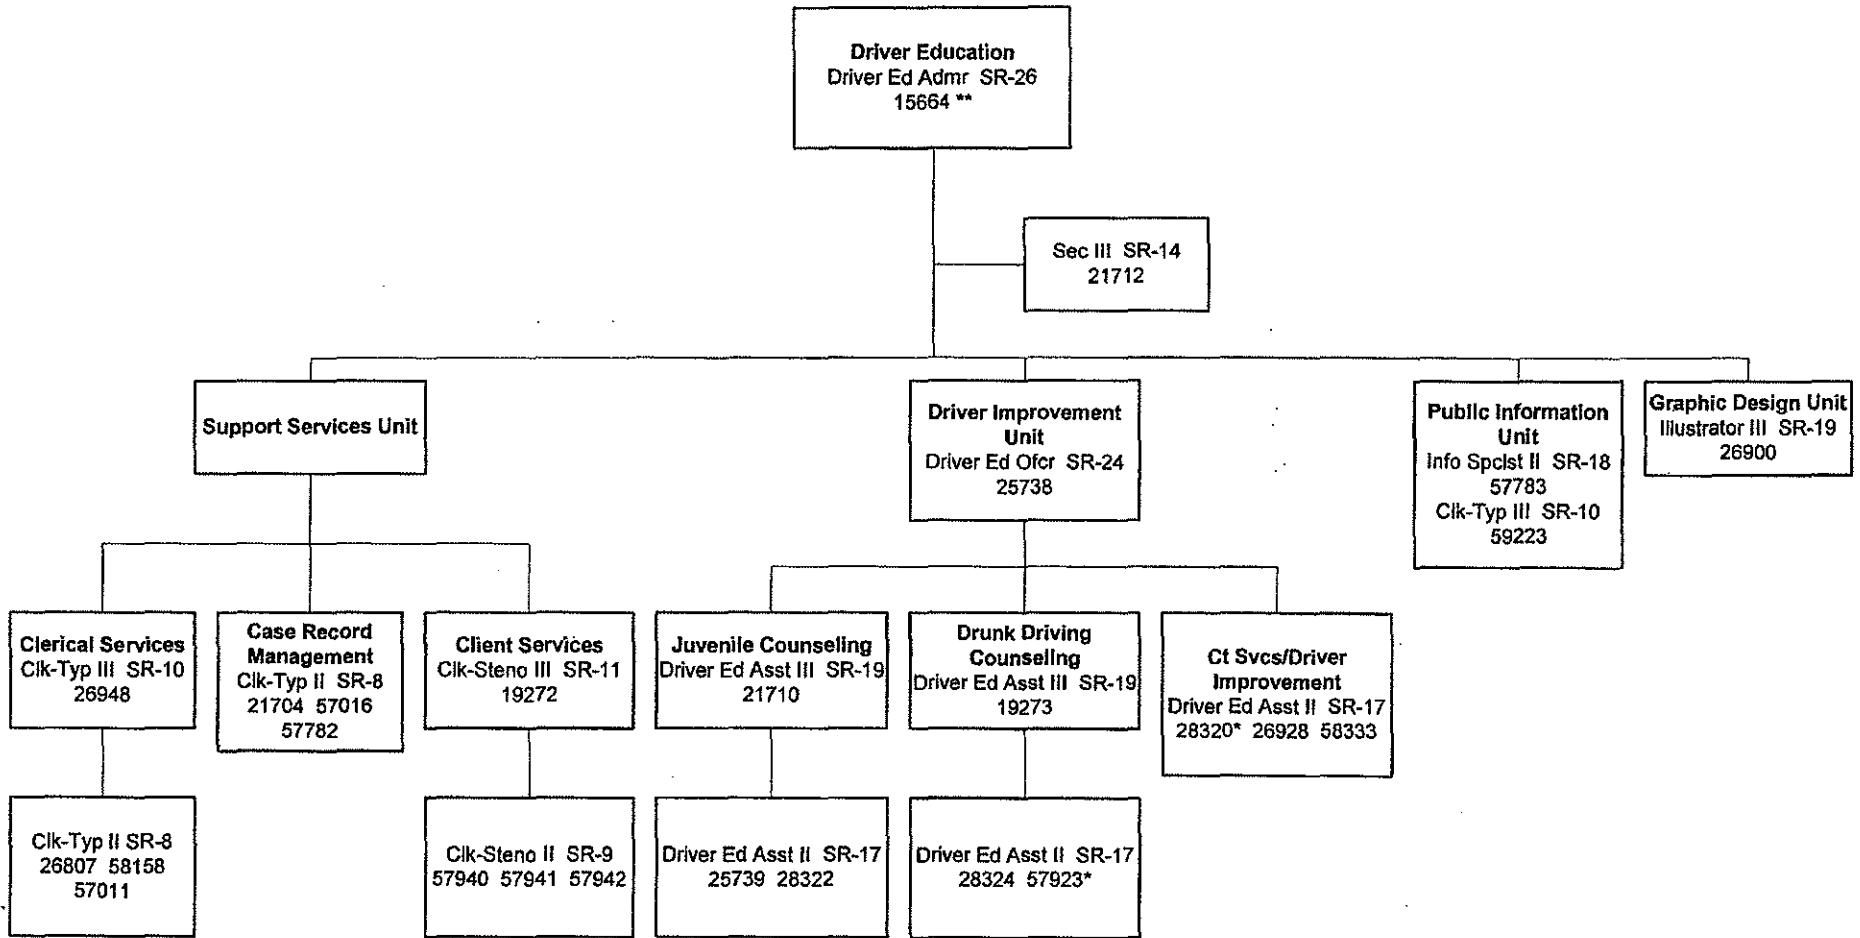 Driver Education
Driver Ed Admr SR-26
15664 **
Sec III SR-14
21712
Support Services Unit
Driver Improvement
Unit
Driver Ed Ofcr SR-24
25738
Public Information
Unit
Info Spclst II SR-18
57783
Clk-Typ III SR-10
59223
Graphic Design Unit
Illustrator III SR-19
26900
Clerical Services
Clk-Typ III SR-10
26948
Case Record
Management
Clk-Typ II SR-8
21704 57016
57782
Client Services
Clk-Steno III SR-11
19272
Juvenile Counseling
Driver Ed Asst III SR-19
21710
Drunk Driving
Counseling
Driver Ed Asst III SR-19
19273
Ct Svcs/Driver
Improvement
Driver Ed Asst II SR-17
28320* 26928 58333
Clk-Typ II SR-8
26807 58158
57011
Clk-Steno II SR-9
57940 57941 57942
Driver Ed Asst II SR-17
25739 28322
Driver Ed Asst II SR-17
28324 57923*